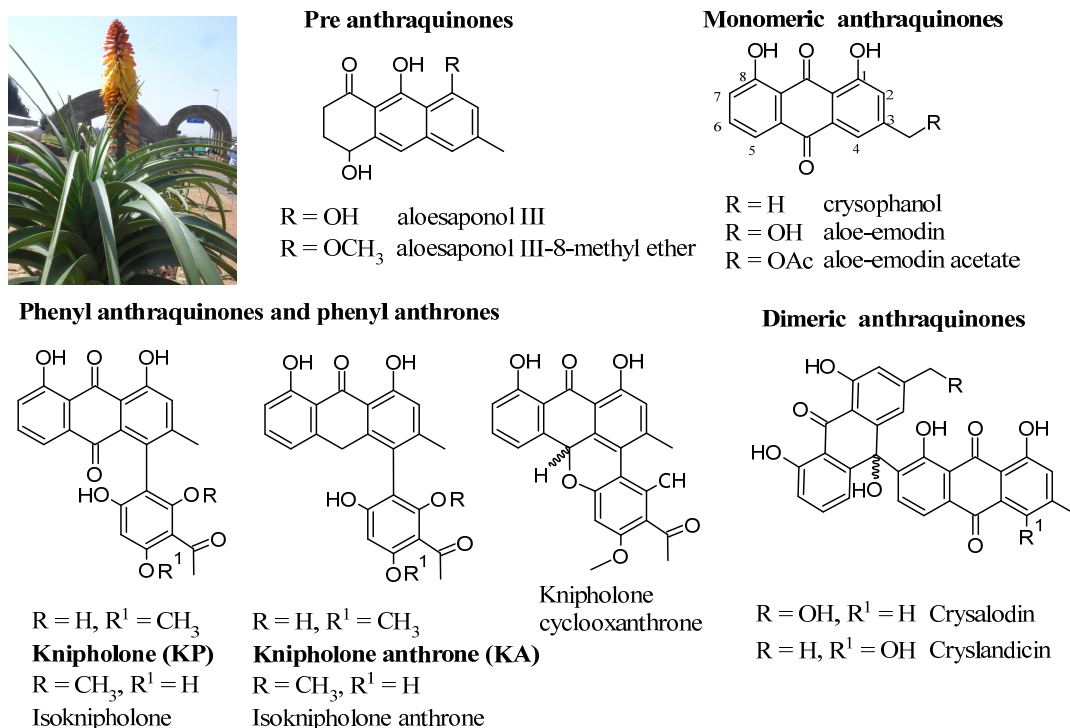 Pre anthraquinones
O OH R
OH
R = OH aloesaponol III
R = OCH₃ aloesaponol III-8-methyl ether
Monomeric anthraquinones
OH O OH
8 1
7 2
6 3 R
5 4
O
R = H crysophanol
R = OH aloe-emodin
R = OAc aloe-emodin acetate
Phenyl anthraquinones and phenyl anthrones
OH O OH
O
HO OR
O
OR¹
R = H, R¹ = CH₃
Knipholone (KP)
R = CH₃, R¹ = H
Isoknipholone
OH O OH
HO OR
O
OR¹
R = H, R¹ = CH₃
Knipholone anthrone (KA)
R = CH₃, R¹ = H
Isoknipholone anthrone
OH O OH
H
O CH
O
O
Knipholone
cyclooxanthrone
Dimeric anthraquinones
HO R
O
OH O OH
OH
HO
O R¹
R = OH, R¹ = H Crysalodin
R = H, R¹ = OH Cryslandicin